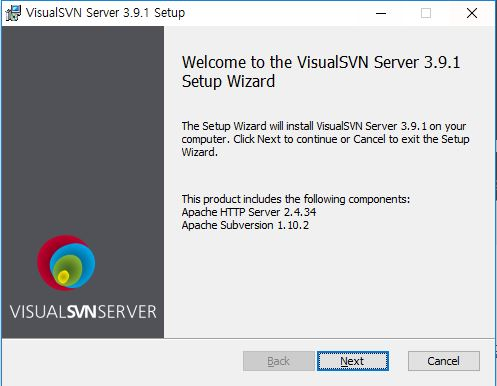 VisualSVN Server 3.9.1 Setup
Welcome to the VisualSVN Server 3.9.1
Setup Wizard
The Setup Wizard will install VisualSVN Server 3.9.1 on your
computer. Click Next to continue or Cancel to exit the Setup
Wizard.
This product includes the following components:
Apache HTTP Server 2.4.34
Apache Subversion 1.10.2
VISUALSVNSERVER
Back
Next
Cancel